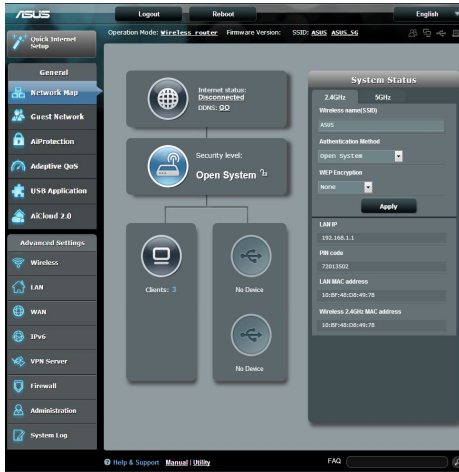 ASUS
Logout
Reboot
English
Quick Internet
Setup
Operation Mode: Wireless router Firmware Version: SSID: ASUS ASUS_5G
General
Network Map
Guest Network
AiProtection
Adaptive QoS
USB Application
AiCloud 2.0
Advanced Settings
Wireless
LAN
WAN
IPv6
VPN Server
Firewall
Administration
System Log
Internet status:
Disconnected
DDNS: GO
Security level:
Open System
Clients: 3
No Device
No Device
System Status
2.4GHz
5GHz
Wireless name(SSID)
ASUS
Authentication Method
Open System
WEP Encryption
None
Apply
LAN IP
192.168.1.1
PIN code
72013502
LAN MAC address
10:BF:48:D8:49:78
Wireless 2.4GHz MAC address
10:BF:48:D8:49:78
Help & Support Manual | Utility
FAQ